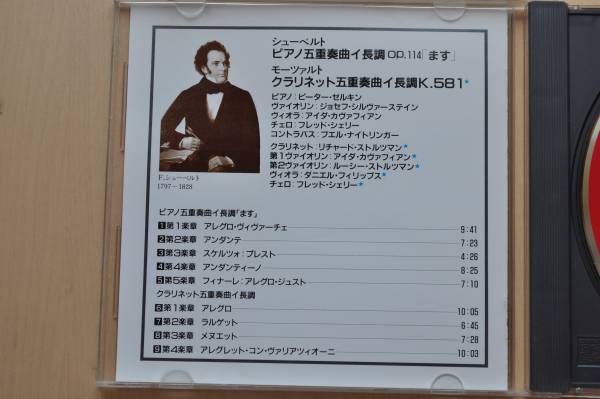 シューベルト
ピアノ五重奏曲イ長調op.114「ます」
モーツァルト
クラリネット五重奏曲イ長調K.581★
ピアノ：ピーター・ゼルキン
ヴァイオリン：ジョセフ・シルヴァーステイン
ヴィオラ：アイダ・カヴァフィアン
チェロ：フレッド・シェリー
コントラバス：ブエル・ナイトリンガー
クラリネット：リチャード・ストルツマン★
第1ヴァイオリン：アイダ・カヴァフィアン★
第2ヴァイオリン：ルーシー・ストルツマン★
ヴィオラ：ダニエル・フィリップス★
チェロ：フレッド・シェリー★
F.シューベルト
1797〜1828
ピアノ五重奏曲イ長調「ます」
1 第1楽章 アレグロ・ヴィヴァーチェ 9:41
2 第2楽章 アンダンテ 7:23
3 第3楽章 スケルツォ：プレスト 4:26
4 第4楽章 アンダンティーノ 8:25
5 第5楽章 フィナーレ：アレグロ・ジュスト 7:10
クラリネット五重奏曲イ長調
6 第1楽章 アレグロ 10:05
7 第2楽章 ラルゲット 6:45
8 第3楽章 メヌエット 7:28
9 第4楽章 アレグレット・コン・ヴァリアツィオーニ 10:03